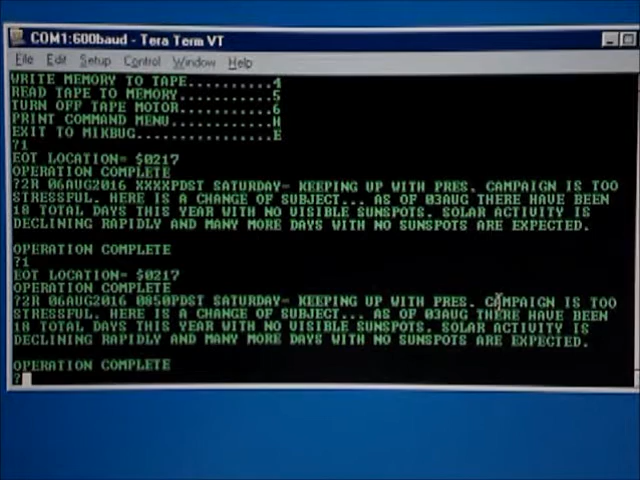 COM1:600baud - Tera Term VT
File Edit Setup Control Window Help
WRITE MEMORY TO TAPE..........4
READ TAPE TO MEMORY...........5
TURN OFF TAPE MOTOR...........6
PRINT COMMAND MENU............M
EXIT TO MIKBUG................E
?1
EOT LOCATION= $0217
OPERATION COMPLETE
?2R 06AUG2016 XXXXPDST SATURDAY- KEEPING UP WITH PRES. CAMPAIGN IS TOO
STRESSFUL. HERE IS A CHANGE OF SUBJECT... AS OF 03AUG THERE HAVE BEEN
18 TOTAL DAYS THIS YEAR WITH NO VISIBLE SUNSPOTS. SOLAR ACTIVITY IS
DECLINING RAPIDLY AND MANY MORE DAYS WITH NO SUNSPOTS ARE EXPECTED.
OPERATION COMPLETE
?1
EOT LOCATION= $0217
OPERATION COMPLETE
?2R 06AUG2016 0850PDST SATURDAY- KEEPING UP WITH PRES. CAMPAIGN IS TOO
STRESSFUL. HERE IS A CHANGE OF SUBJECT... AS OF 03AUG THERE HAVE BEEN
18 TOTAL DAYS THIS YEAR WITH NO VISIBLE SUNSPOTS. SOLAR ACTIVITY IS
DECLINING RAPIDLY AND MANY MORE DAYS WITH NO SUNSPOTS ARE EXPECTED.
OPERATION COMPLETE
?